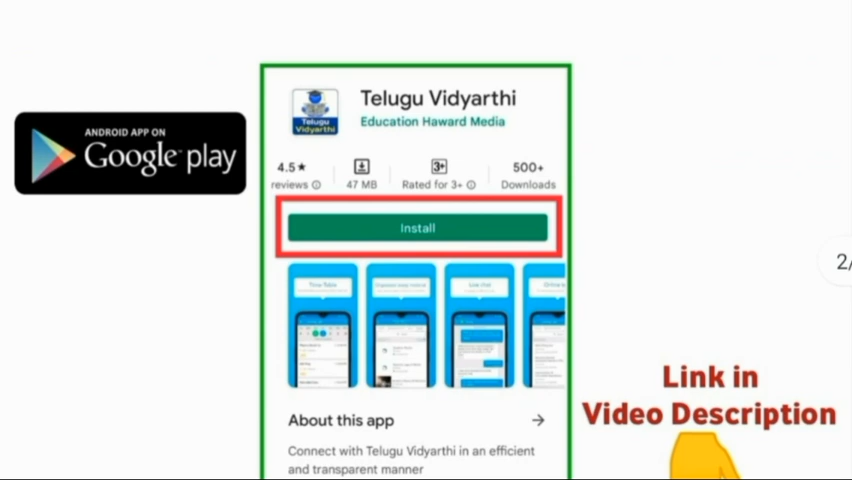 ANDROID APP ON
Google play
Telugu
Vidyarthi
Telugu Vidyarthi
Education Haward Media
4.5★
reviews
47 MB
3+
Rated for 3+
500+
Downloads
Install
Time Table
Live chat
About this app
Connect with Telugu Vidyarthi in an efficient
and transparent manner
2/
Link in
Video Description